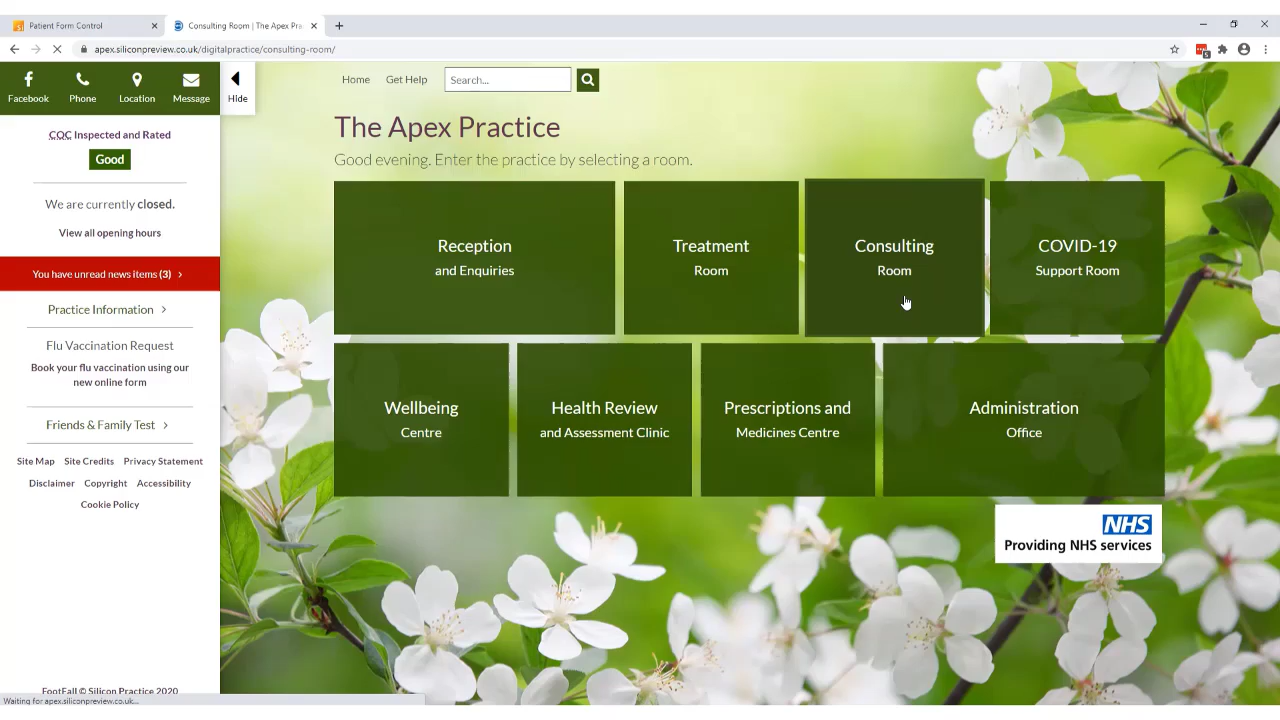 Patient Form Control
Consulting Room | The Apex Pra
apex.siliconpreview.co.uk/digitalpractice/consulting-room/
Facebook
Phone
Location
Message
Hide
Home
Get Help
Search...
CQC Inspected and Rated
Good
We are currently closed.
View all opening hours
You have unread news items (3)
Practice Information
Flu Vaccination Request
Book your flu vaccination using our
new online form
Friends & Family Test
Site Map Site Credits Privacy Statement
Disclaimer Copyright Accessibility
Cookie Policy
FootFall © Silicon Practice 2020
Waiting for apex.siliconpreview.co.uk...
The Apex Practice
Good evening. Enter the practice by selecting a room.
Reception
and Enquiries
Treatment
Room
Consulting
Room
COVID-19
Support Room
Wellbeing
Centre
Health Review
and Assessment Clinic
Prescriptions and
Medicines Centre
Administration
Office
NHS
Providing NHS services